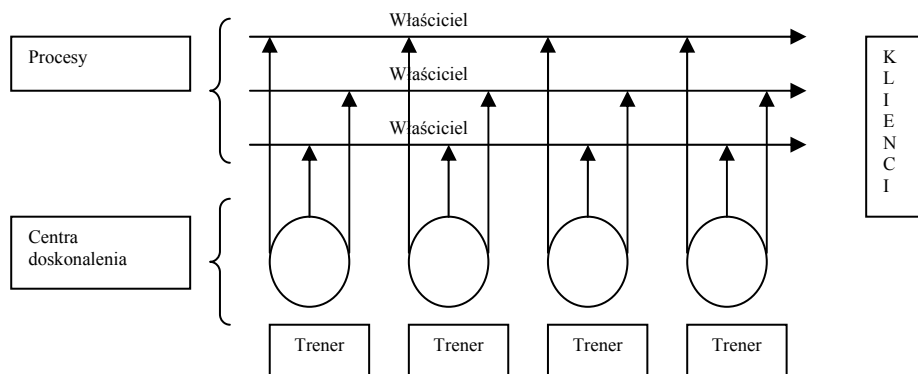 Właściciel
Procesy
Właściciel
Właściciel
K
L
I
E
N
C
I
Centra
doskonalenia
Trener
Trener
Trener
Trener